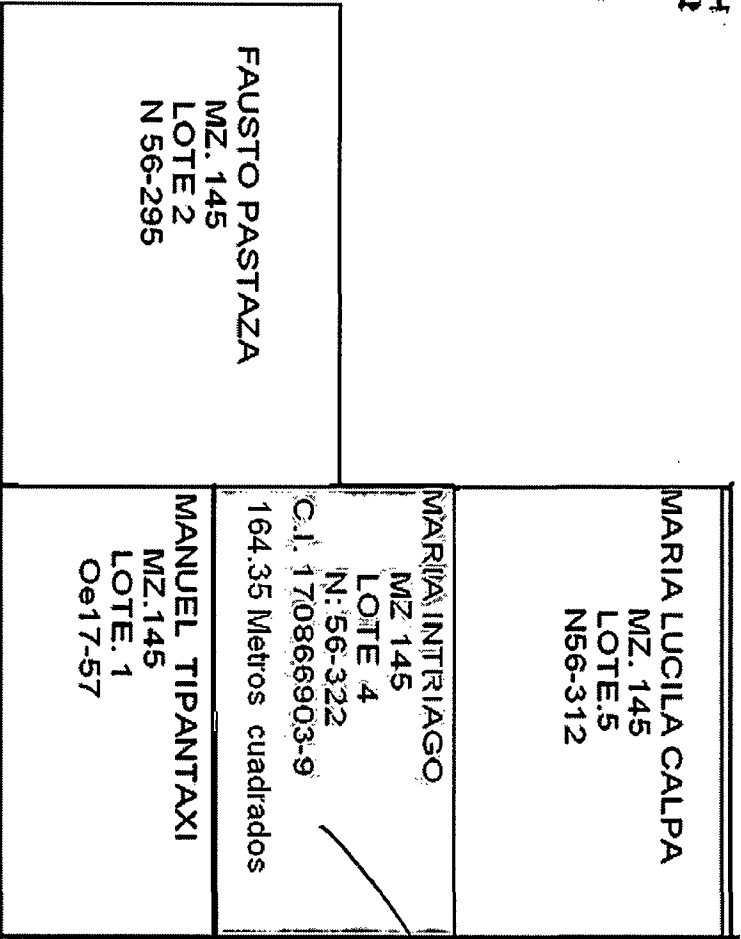 FAUSTO PASTAZA
MZ. 145
LOTE 2
N 56-295
MARIA LUCILA CALPA
MZ. 145
LOTE.5
N56-312
MARIA INTRIAGO
MZ 145
LOTE 4
N: 56-322
C.I. 170866903-9
164.35 Metros cuadrados
MANUEL TIPANTAXI
MZ.145
LOTE. 1
Oe17-57